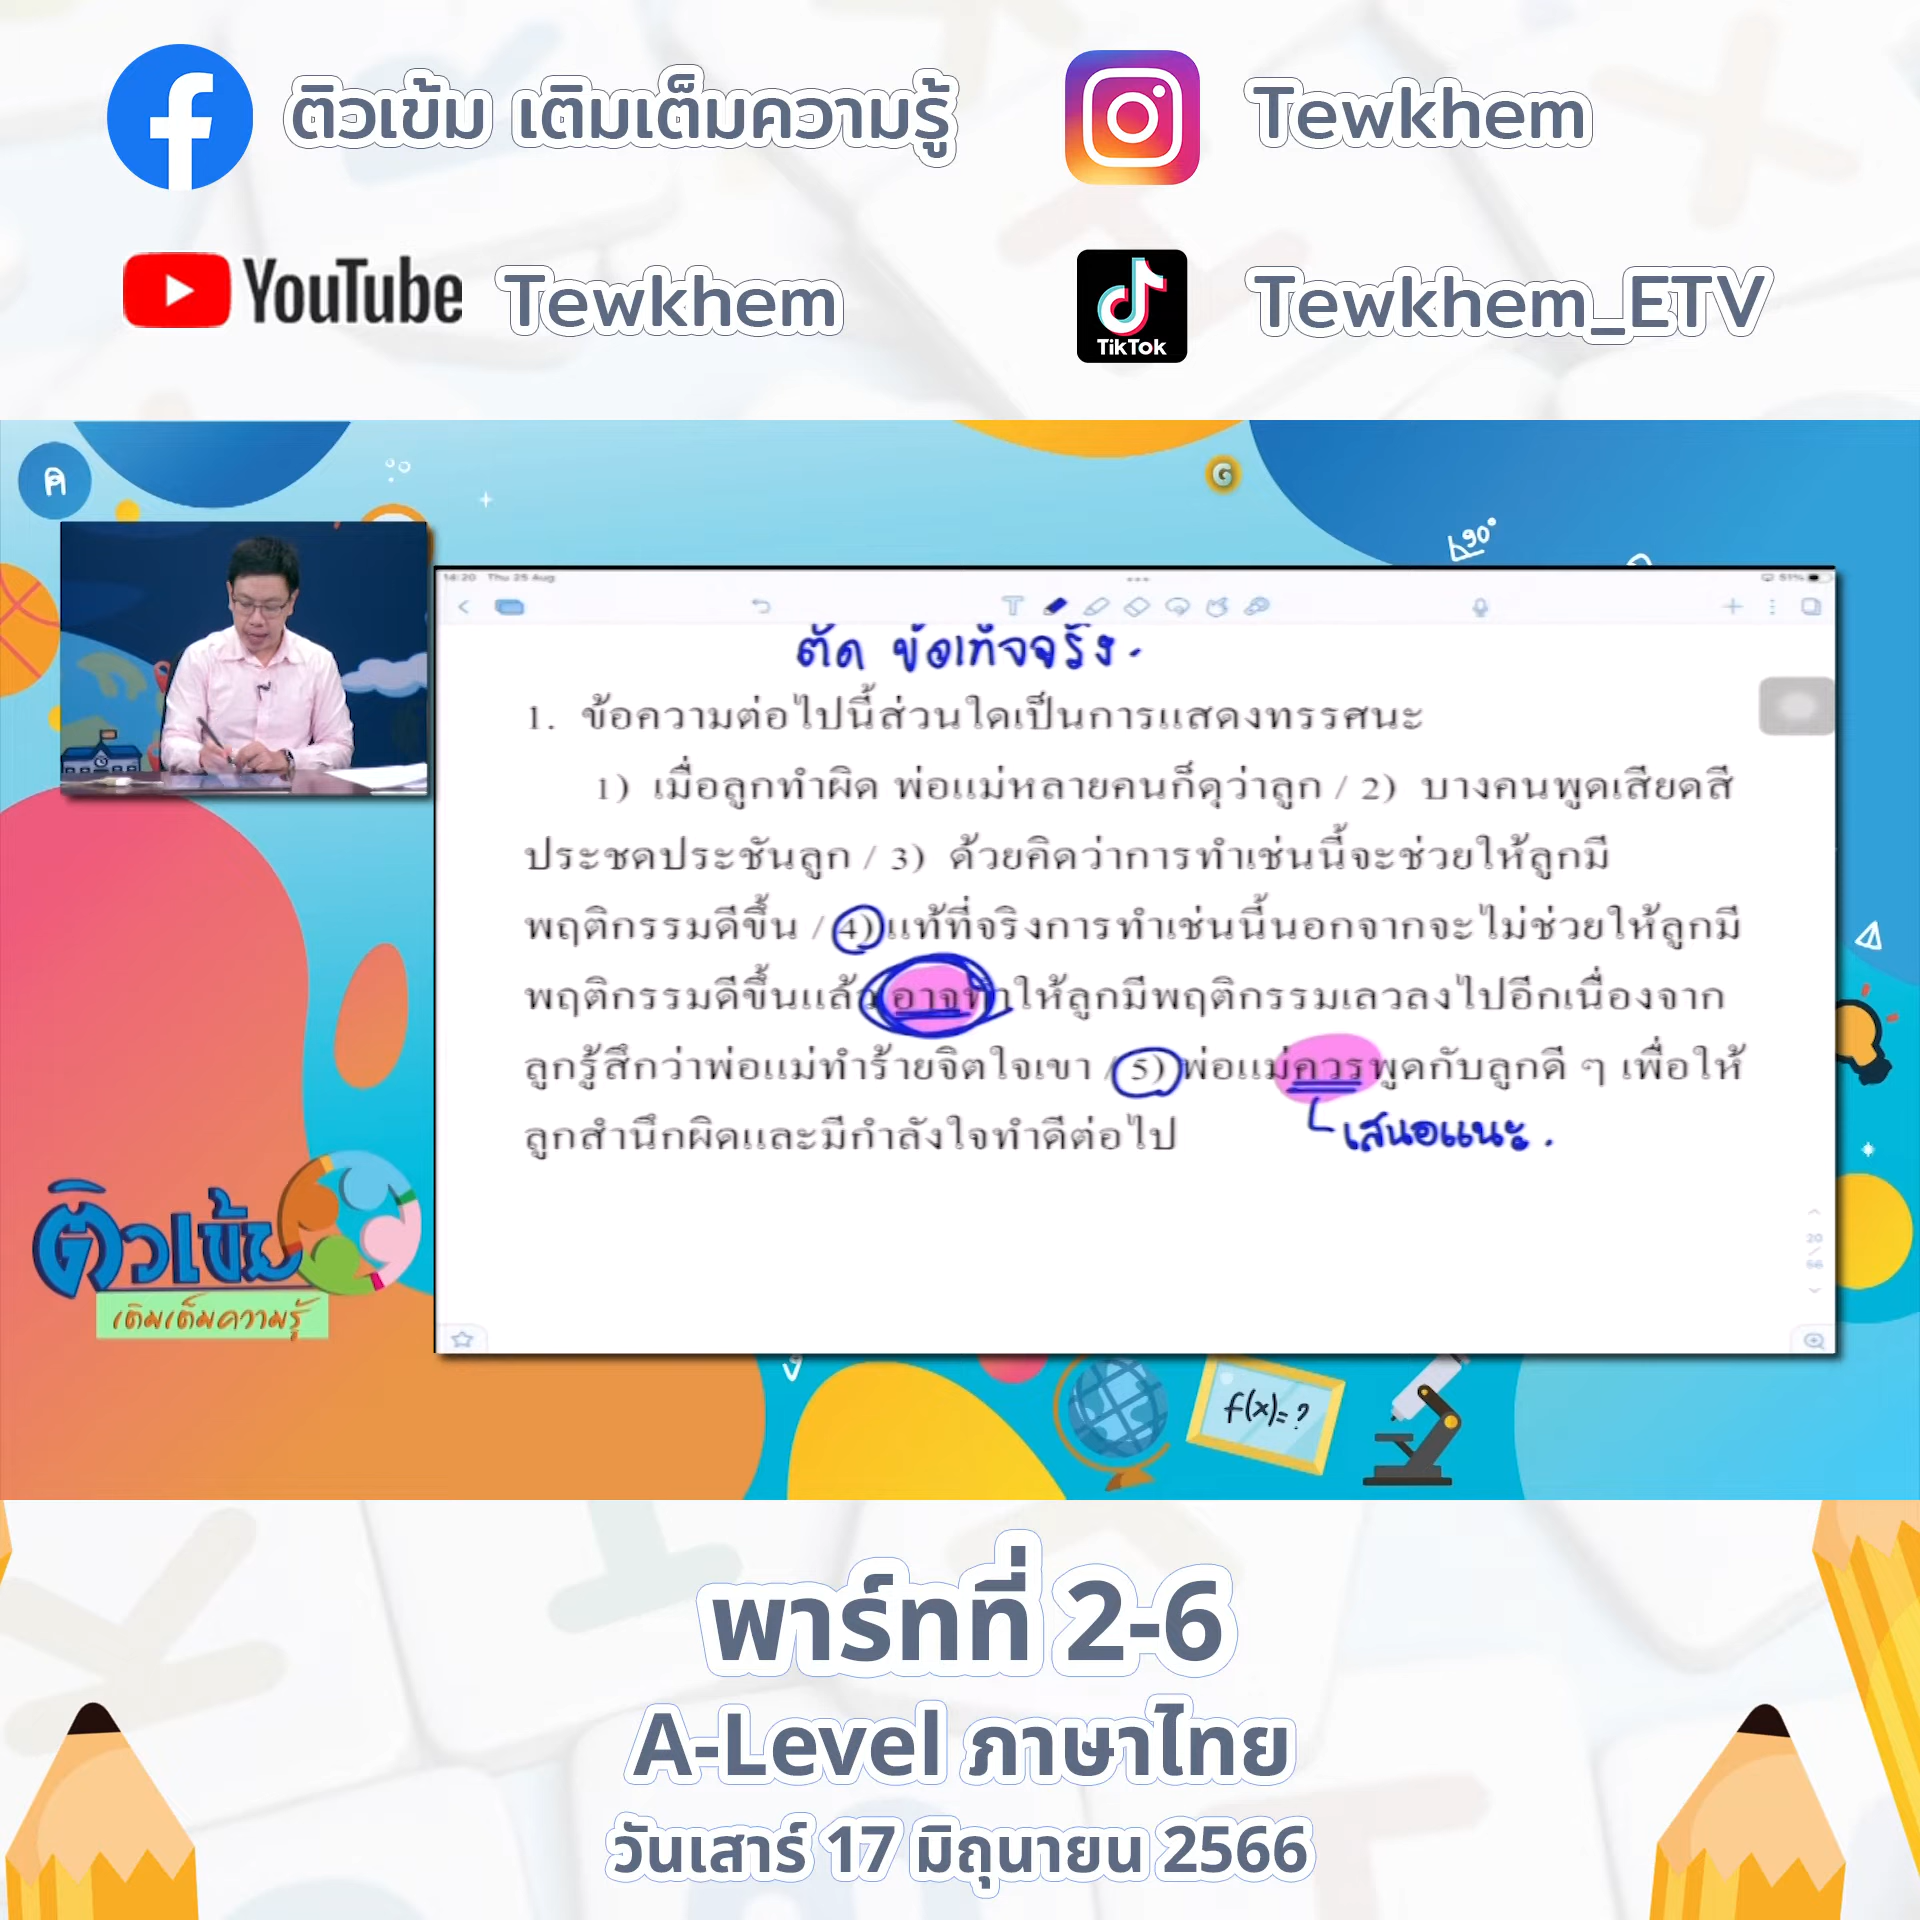 ติวเข้ม เติมเต็มความรู้
Tewkhem
YouTube Tewkhem
TikTok
Tewkhem_ETV
ค
G
90°
14:20 Thu 25 Aug
51%
ตัด ข้อเท็จจริง.
1. ข้อความต่อไปนี้ส่วนใดเป็นการแสดงทรรศนะ
1) เมื่อลูกทำผิด พ่อแม่หลายคนก็ดุว่าลูก / 2) บางคนพูดเสียดสี
ประชดประชันลูก / 3) ด้วยคิดว่าการทำเช่นนี้จะช่วยให้ลูกมี
พฤติกรรมดีขึ้น / 4) แท้ที่จริงการทำเช่นนี้นอกจากจะไม่ช่วยให้ลูกมี
พฤติกรรมดีขึ้นแล้ว อาจทำให้ลูกมีพฤติกรรมเลวลงไปอีกเนื่องจาก
ลูกรู้สึกว่าพ่อแม่ทำร้ายจิตใจเขา / 5) พ่อแม่ควรพูดกับลูกดี ๆ เพื่อให้
ลูกสำนึกผิดและมีกำลังใจทำดีต่อไป
เสนอแนะ.
20
/
56
ติวเข้ม
เติมเต็มความรู้
f(x)=?
พาร์ทที่ 2-6
A-Level ภาษาไทย
วันเสาร์ 17 มิถุนายน 2566